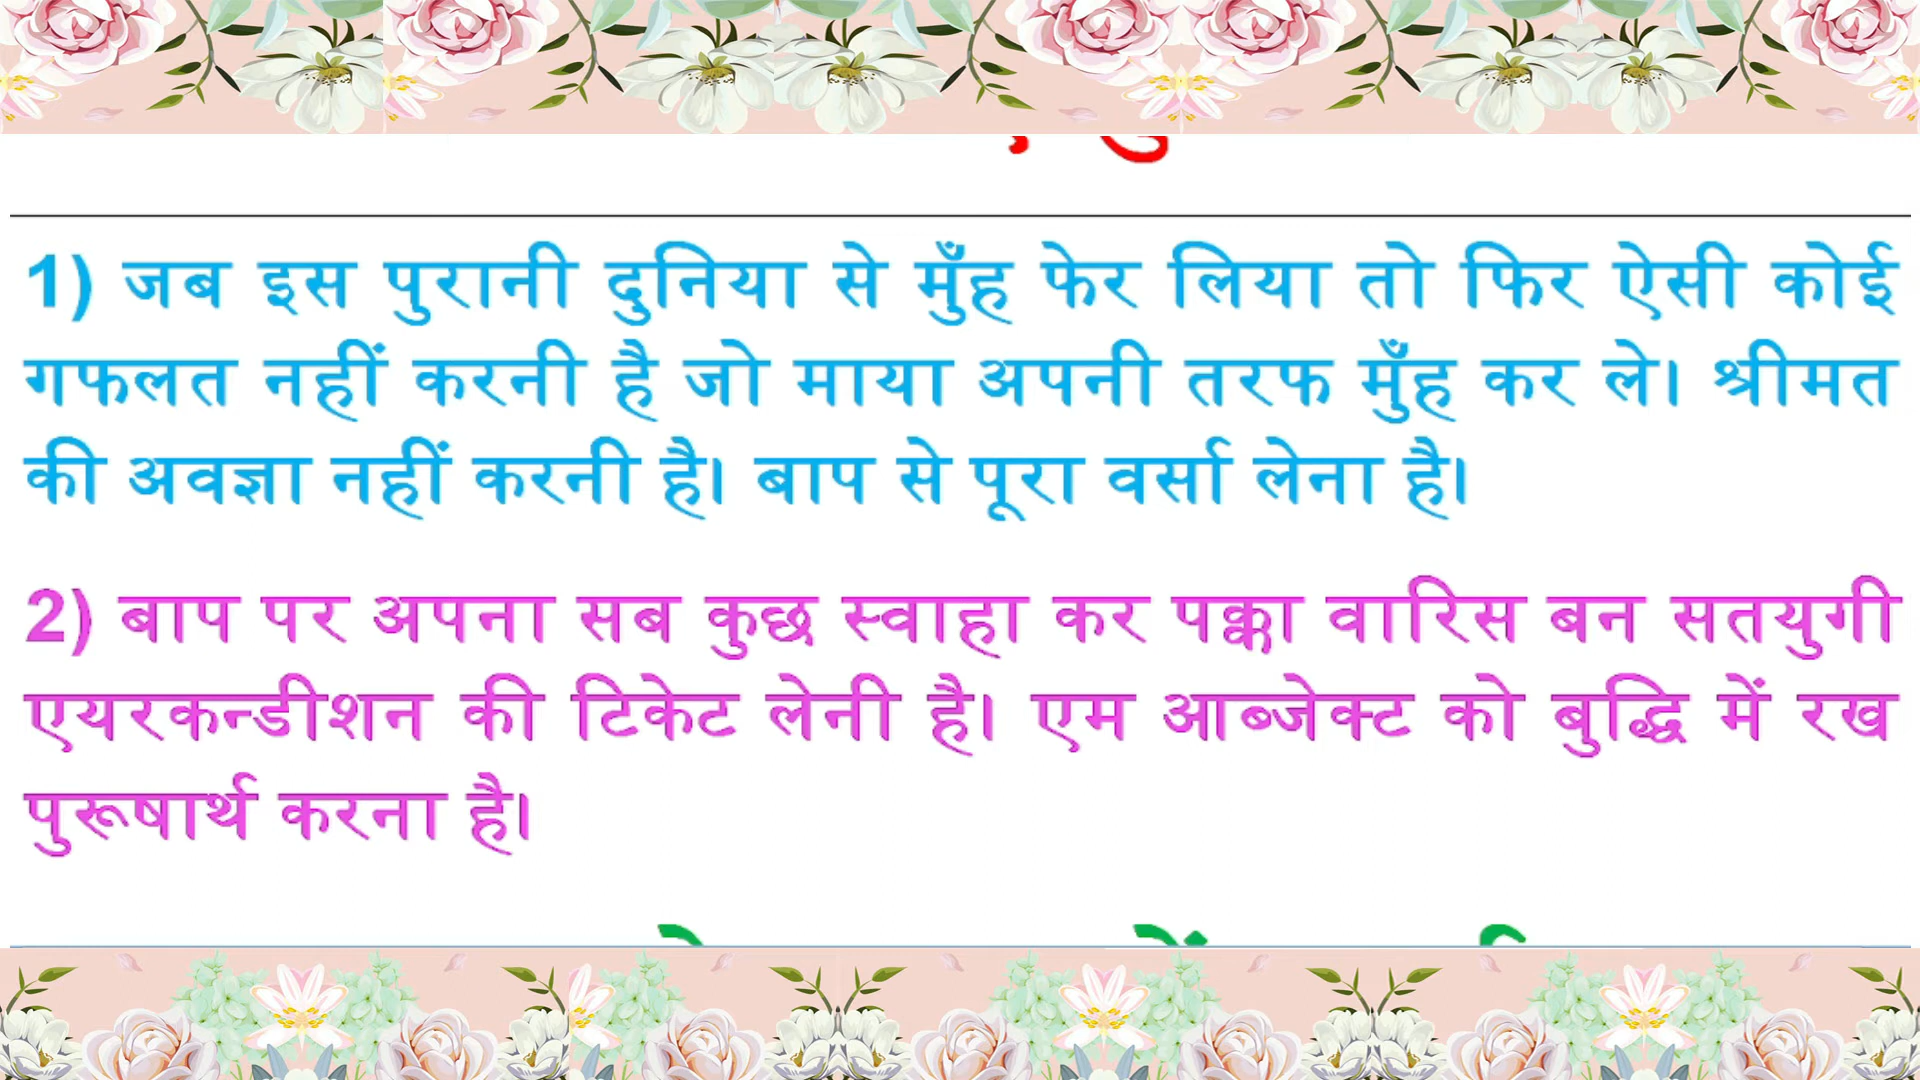 1) जब इस पुरानी दुनिया से मुँह फेर लिया तो फिर ऐसी कोई
गफलत नहीं करनी है जो माया अपनी तरफ मुँह कर ले। श्रीमत
की अवज्ञा नहीं करनी है। बाप से पूरा वर्सा लेना है।
2) बाप पर अपना सब कुछ स्वाहा कर पक्का वारिस बन सतयुगी
एयरकन्डीशन की टिकेट लेनी है। एम आब्जेक्ट को बुद्धि में रख
पुरूषार्थ करना है।